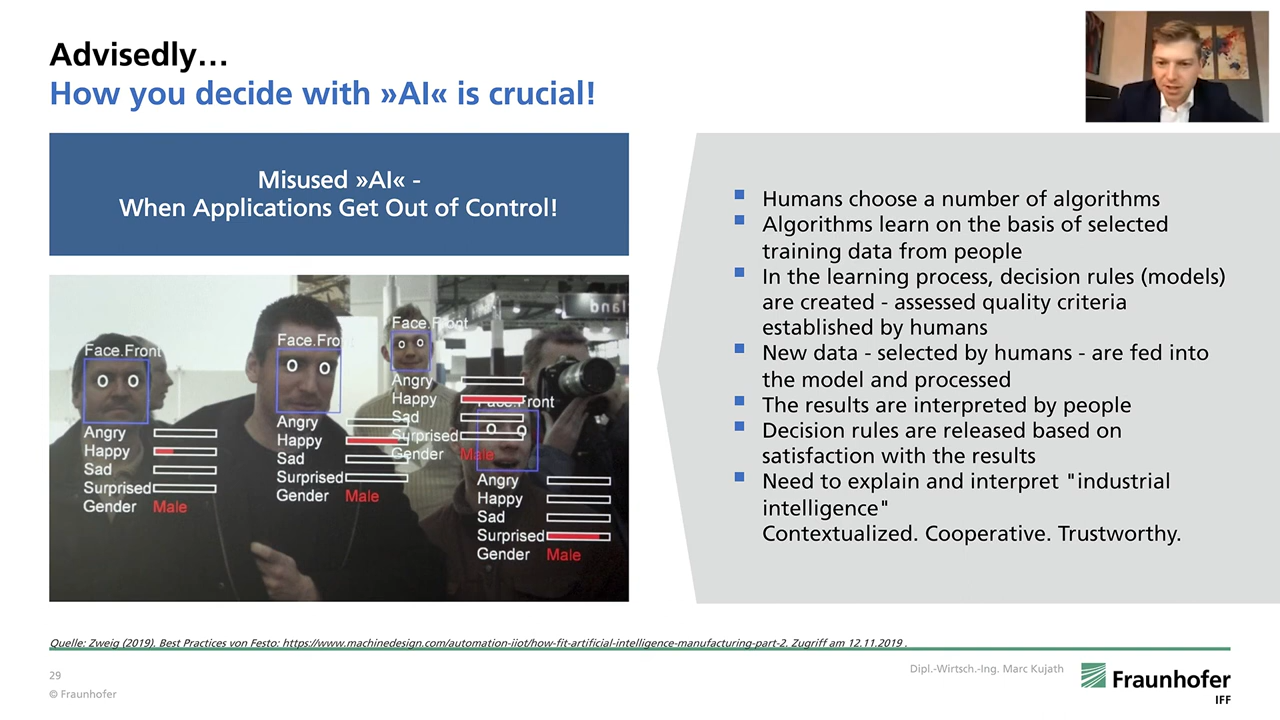 Advisedly…
How you decide with »AI« is crucial!
Misused »AI« -
When Applications Get Out of Control!
Face.Front
Angry
Happy
Sad
Surprised
Gender Male
Face.Front
Angry
Happy
Sad
Surprised
Gender Male
Face.Front
Angry
Happy
Sad
Surprised
Gender Male
Face.Front
Angry
Happy
Sad
Surprised
Gender Male
Humans choose a number of algorithms
Algorithms learn on the basis of selected
training data from people
In the learning process, decision rules (models)
are created - assessed quality criteria
established by humans
New data - selected by humans - are fed into
the model and processed
The results are interpreted by people
Decision rules are released based on
satisfaction with the results
Need to explain and interpret "industrial
intelligence"
Contextualized. Cooperative. Trustworthy.
Quelle: Zweig (2019). Best Practices von Festo: https://www.machinedesign.com/automation-iiot/how-fit-artificial-intelligence-manufacturing-part-2. Zugriff am 12.11.2019 .
29
© Fraunhofer
Dipl.-Wirtsch.-Ing. Marc Kujath
Fraunhofer
IFF